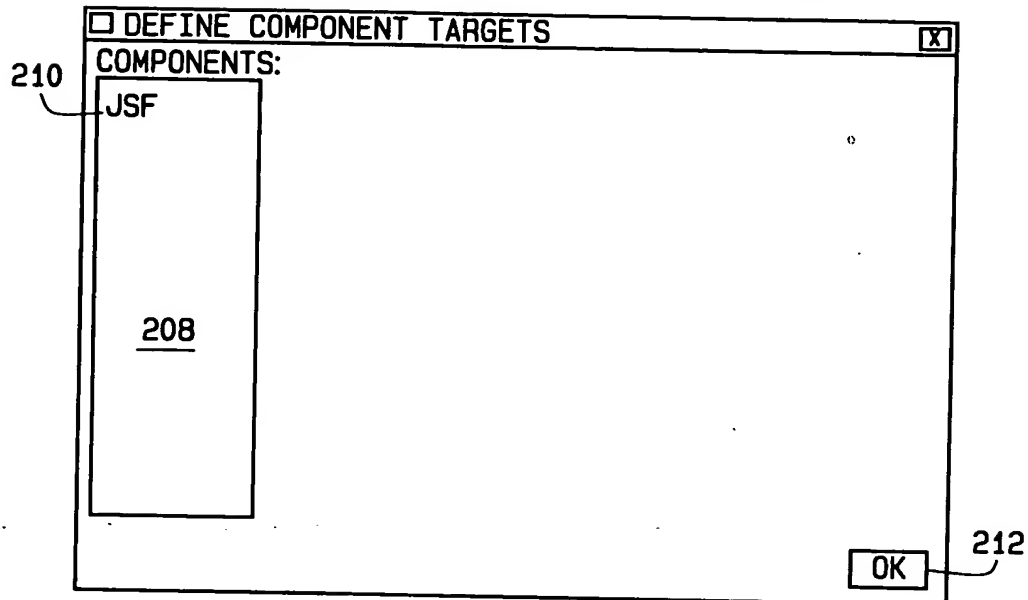 DEFINE COMPONENT TARGETS X
COMPONENTS:
210
JSF
208
OK
212